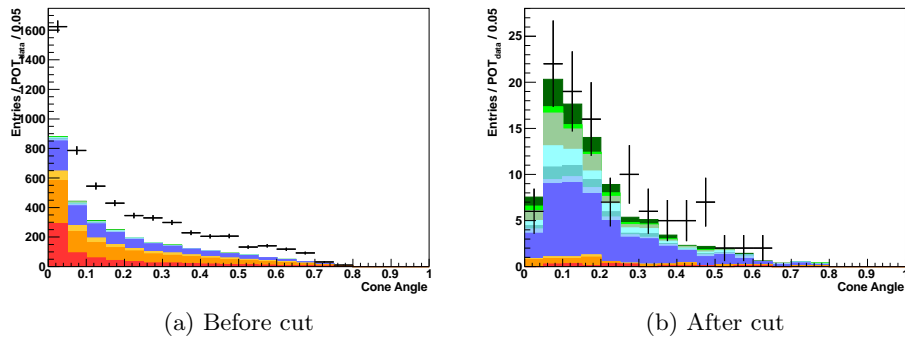 Entries / POT_data / 0.05
1600
1400
1200
1000
800
600
400
200
0
0 0.1 0.2 0.3 0.4 0.5 0.6 0.7 0.8 0.9 1
Cone Angle
(a) Before cut
Entries / POT_data / 0.05
25
20
15
10
5
0
0 0.1 0.2 0.3 0.4 0.5 0.6 0.7 0.8 0.9 1
Cone Angle
(b) After cut